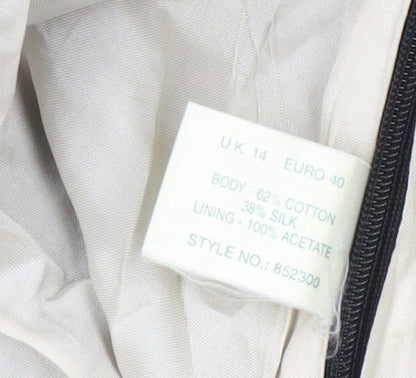 U.K. 14 EURO 40
BODY - 62% COTTON
38% SILK
LINING - 100% ACETATE
STYLE NO.: 852300